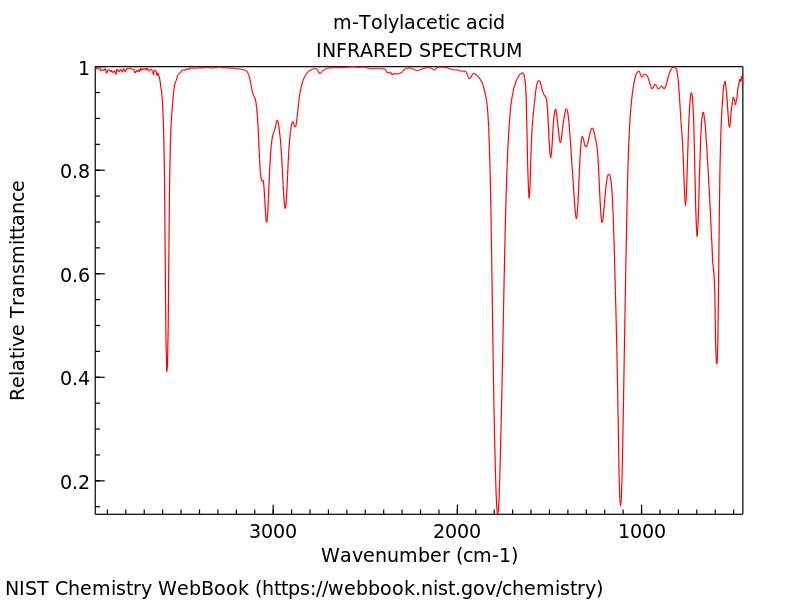 m-Tolylacetic acid
INFRARED SPECTRUM
1
0.8
0.6
0.4
0.2
Relative Transmittance
3000 2000 1000
Wavenumber (cm-1)
NIST Chemistry WebBook (https://webbook.nist.gov/chemistry)